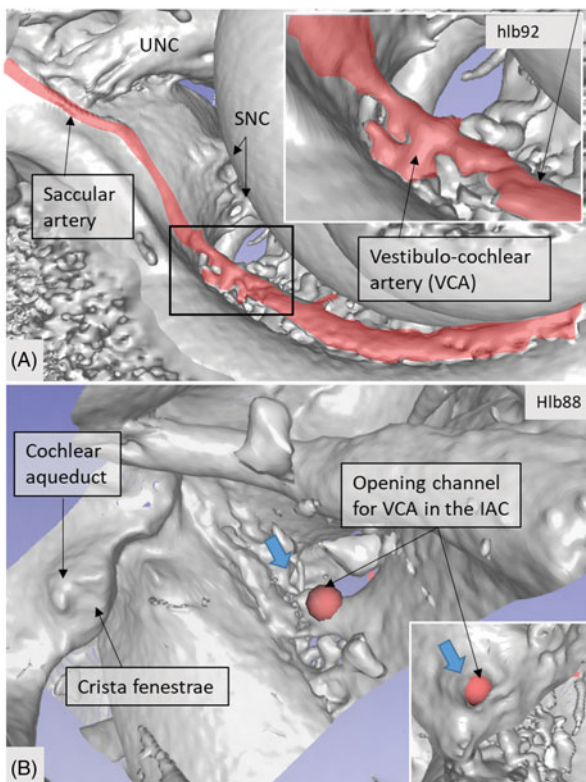 UNC
hlb92
SNC
Saccular
artery
Vestibulo-cochlear
artery (VCA)
(A)
Hlb88
Cochlear
aqueduct
Opening channel
for VCA in the IAC
Crista fenestrae
(B)